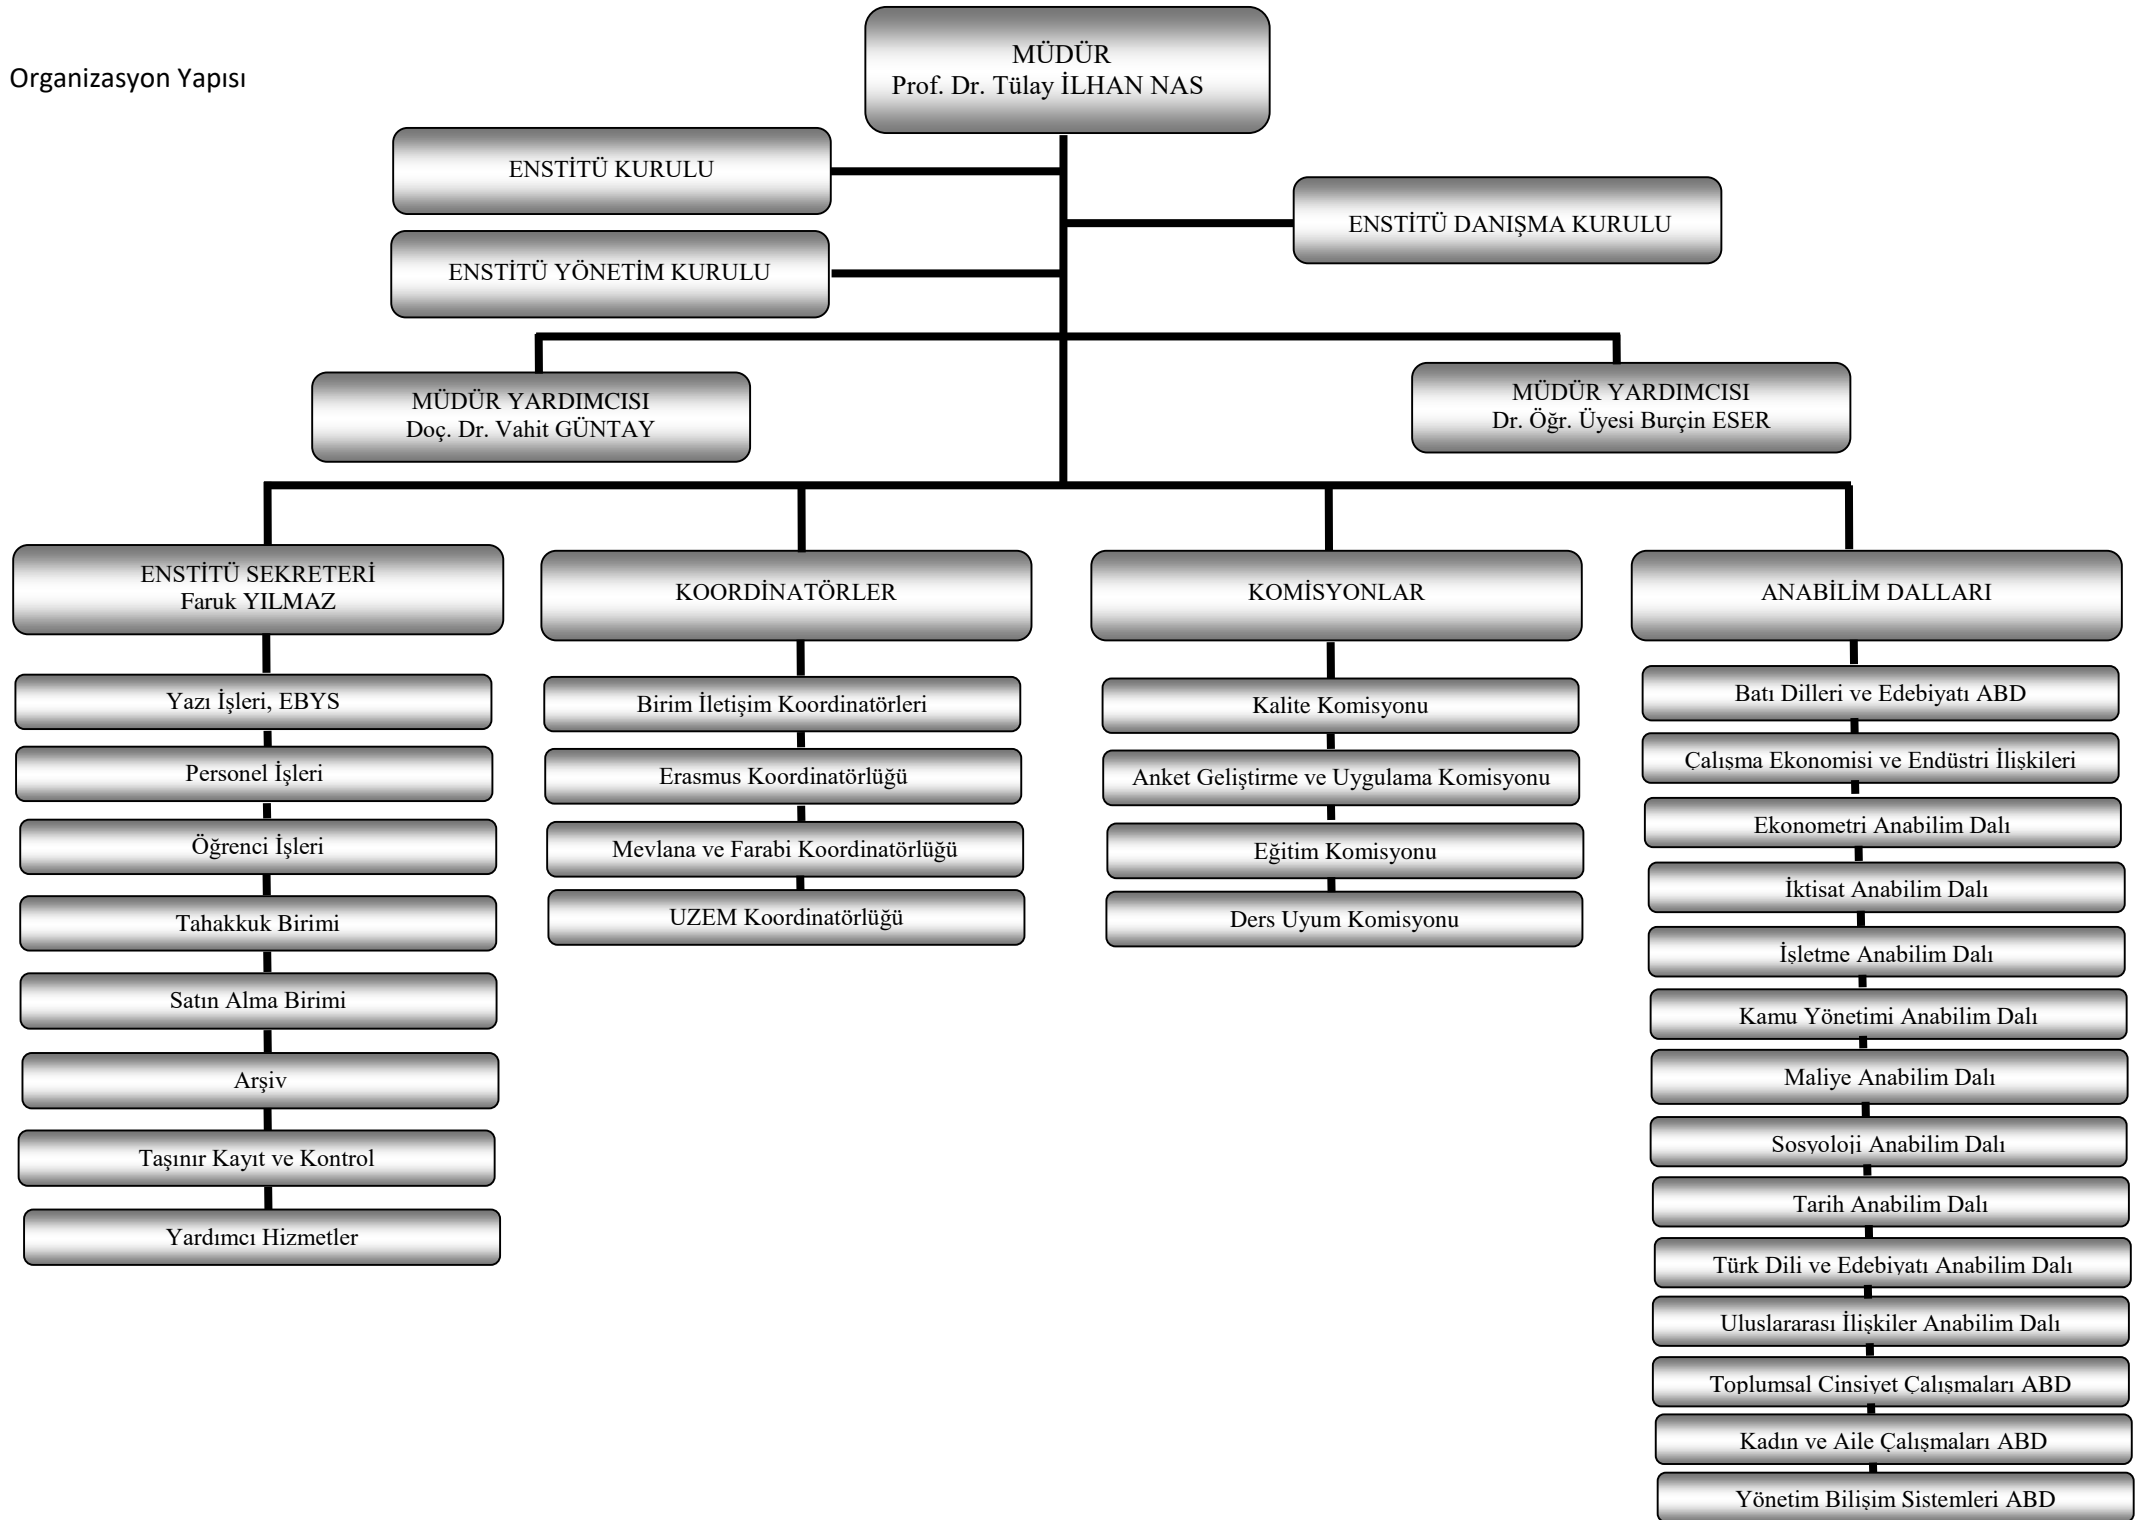 Organizasyon Yapısı
MÜDÜR
Prof. Dr. Tülay İLHAN NAS
ENSTİTÜ KURULU
ENSTİTÜ DANIŞMA KURULU
ENSTİTÜ YÖNETİM KURULU
MÜDÜR YARDIMCISI
Doç. Dr. Vahit GÜNTAY
MÜDÜR YARDIMCISI
Dr. Öğr. Üyesi Burçin ESER
ENSTİTÜ SEKRETERİ
Faruk YILMAZ
Yazı İşleri, EBYS
Personel İşleri
Öğrenci İşleri
Tahakkuk Birimi
Satın Alma Birimi
Arşiv
Taşınır Kayıt ve Kontrol
Yardımcı Hizmetler
KOORDİNATÖRLER
Birim İletişim Koordinatörleri
Erasmus Koordinatörlüğü
Mevlana ve Farabi Koordinatörlüğü
UZEM Koordinatörlüğü
KOMİSYONLAR
Kalite Komisyonu
Anket Geliştirme ve Uygulama Komisyonu
Eğitim Komisyonu
Ders Uyum Komisyonu
ANABİLİM DALLARI
Batı Dilleri ve Edebiyatı ABD
Çalışma Ekonomisi ve Endüstri İlişkileri
Ekonometri Anabilim Dalı
İktisat Anabilim Dalı
İşletme Anabilim Dalı
Kamu Yönetimi Anabilim Dalı
Maliye Anabilim Dalı
Sosyoloji Anabilim Dalı
Tarih Anabilim Dalı
Türk Dili ve Edebiyatı Anabilim Dalı
Uluslararası İlişkiler Anabilim Dalı
Toplumsal Cinsiyet Çalışmaları ABD
Kadın ve Aile Çalışmaları ABD
Yönetim Bilişim Sistemleri ABD